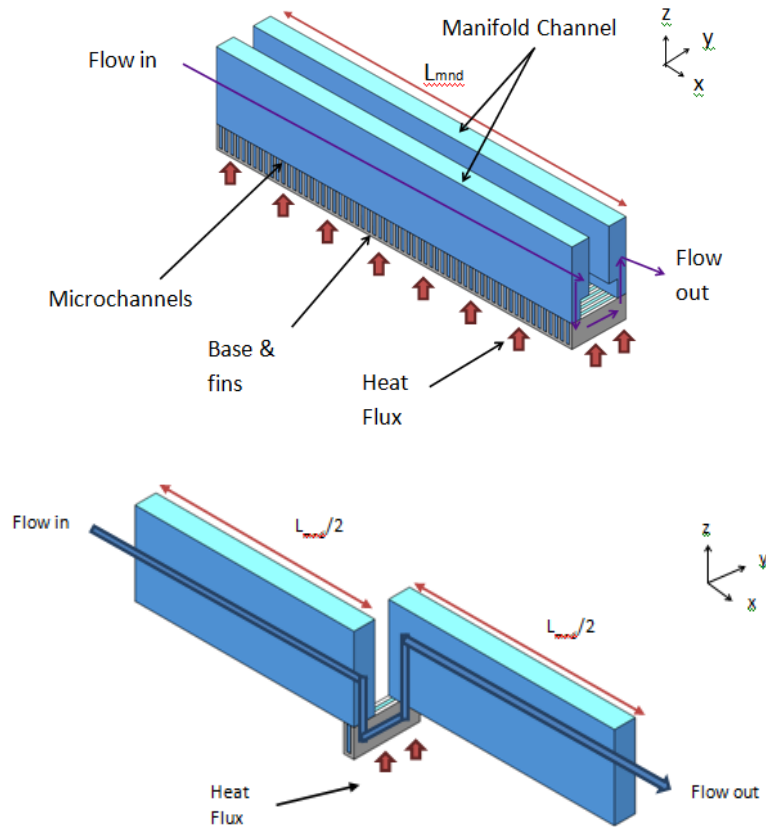 Manifold Channel
z
y
x
Flow in
Lmnd
Flow
out
Microchannels
Base &
fins
Heat
Flux
Flow in
Lmnd/2
z
y
x
Lmnd/2
Heat
Flux
Flow out